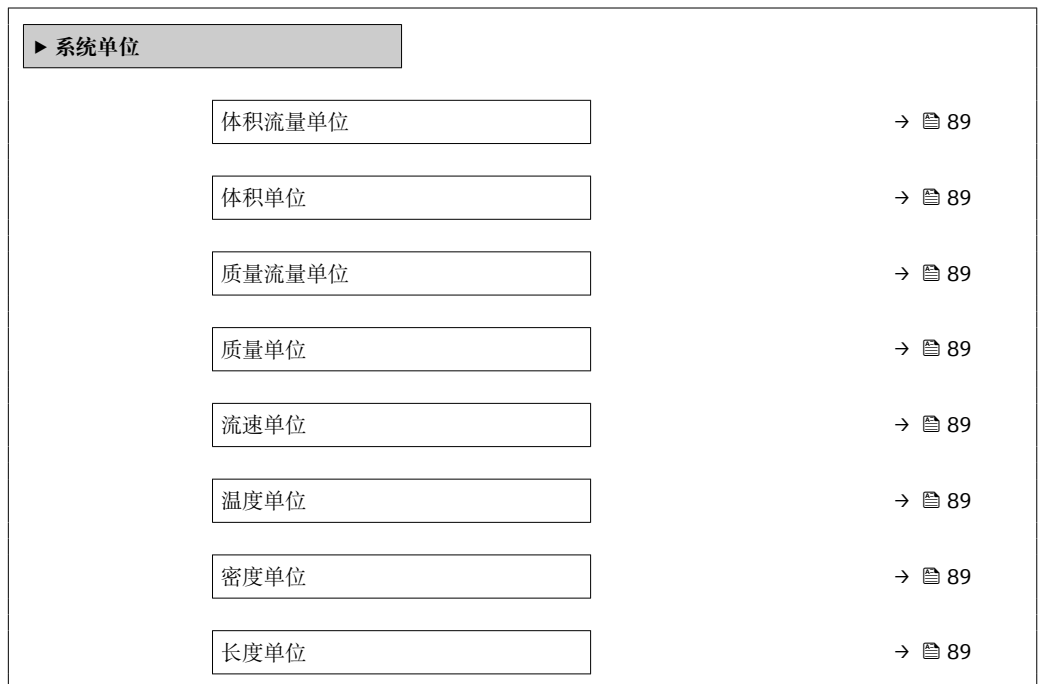 ▶ 系统单位
体积流量单位 → 🖹 89
体积单位 → 🖹 89
质量流量单位 → 🖹 89
质量单位 → 🖹 89
流速单位 → 🖹 89
温度单位 → 🖹 89
密度单位 → 🖹 89
长度单位 → 🖹 89